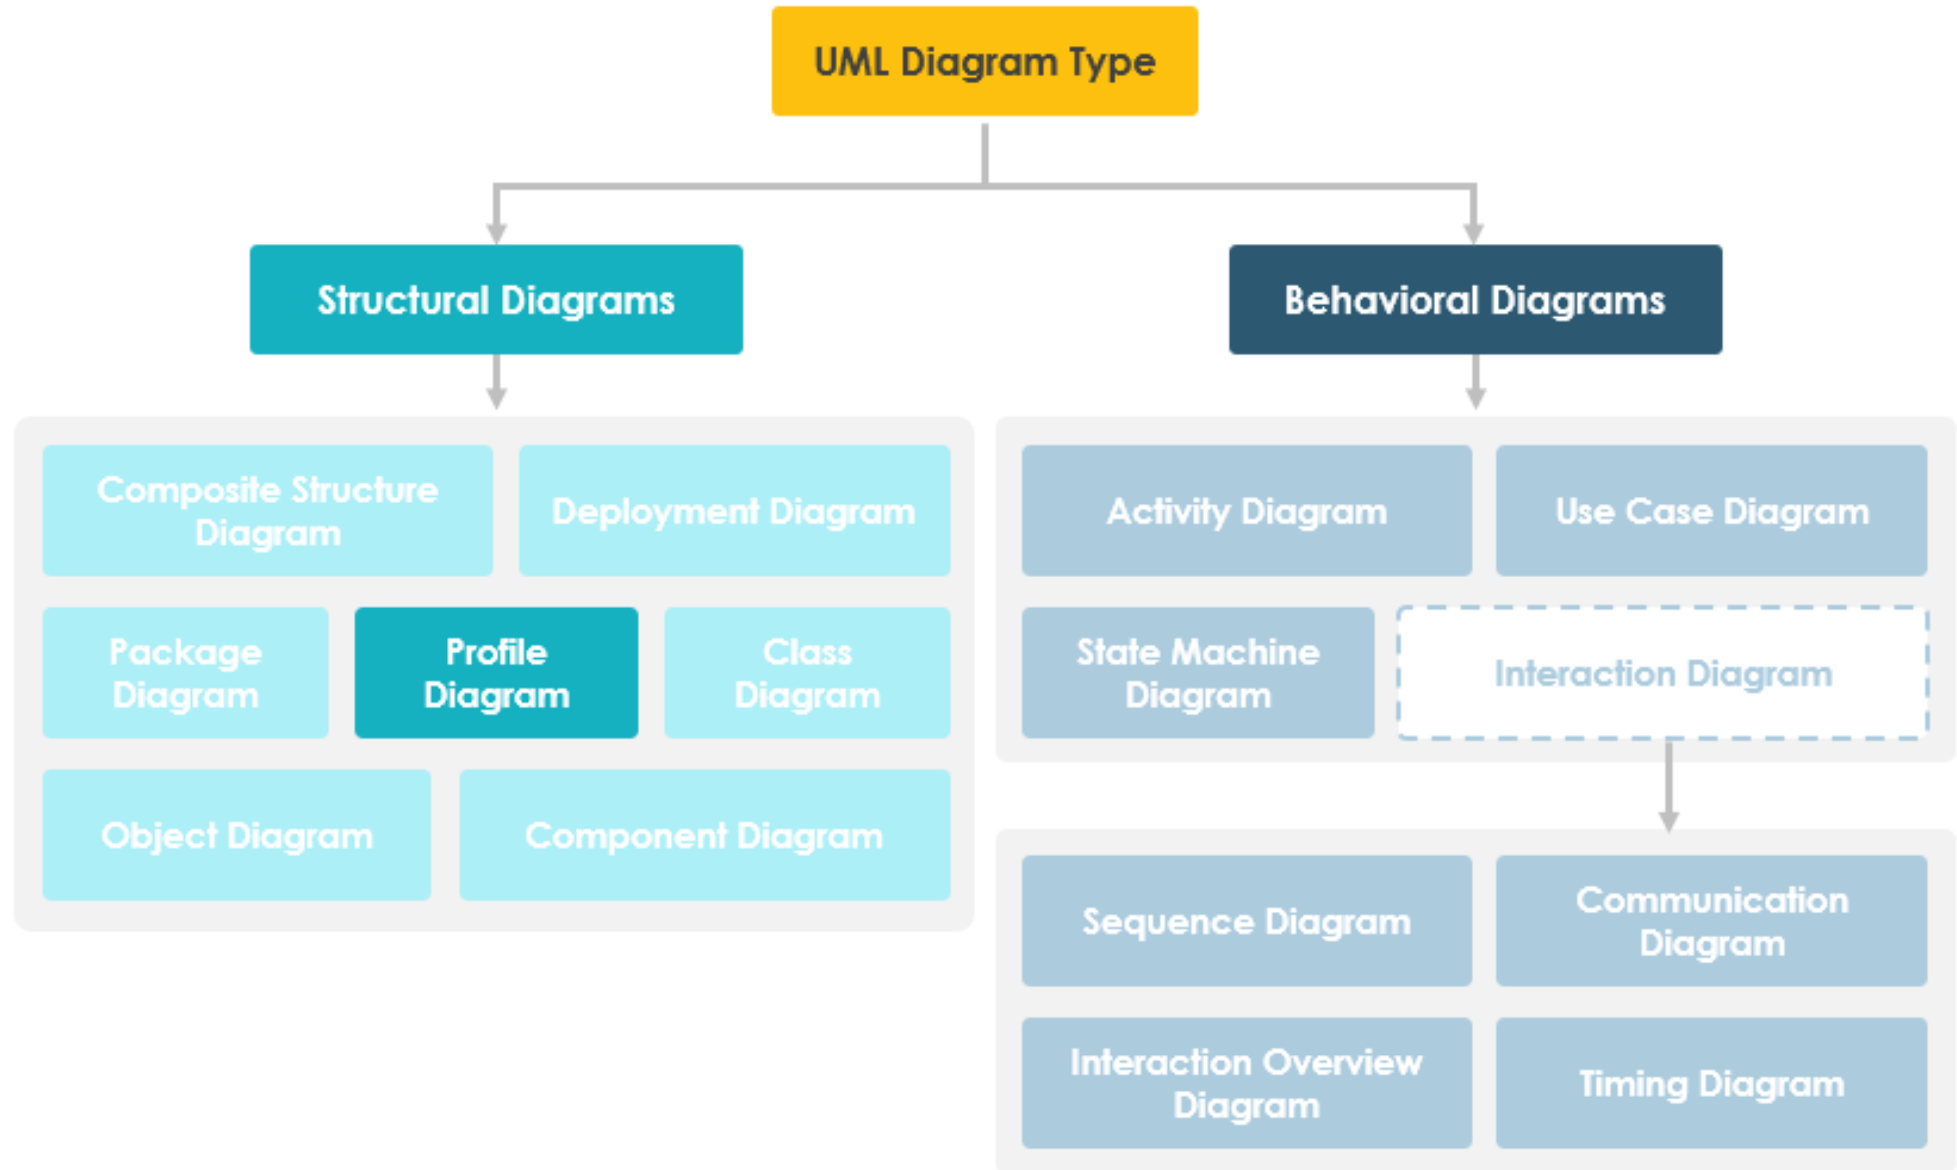 UML Diagram Type
Structural Diagrams
Behavioral Diagrams
Composite Structure
Diagram
Deployment Diagram
Package
Diagram
Profile
Diagram
Class
Diagram
Object Diagram
Component Diagram
Activity Diagram
Use Case Diagram
State Machine
Diagram
Interaction Diagram
Sequence Diagram
Communication
Diagram
Interaction Overview
Diagram
Timing Diagram